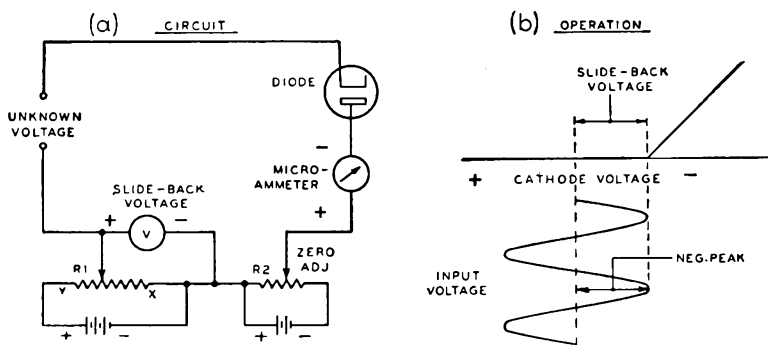 (a) CIRCUIT
DIODE
UNKNOWN
VOLTAGE
-
MICRO-
AMMETER
SLIDE-BACK
VOLTAGE
+ V -
+
ZERO
ADJ
R1
R2
Y X
+ -
+ -
(b) OPERATION
SLIDE-BACK
VOLTAGE
+ CATHODE VOLTAGE -
NEG. PEAK
INPUT
VOLTAGE